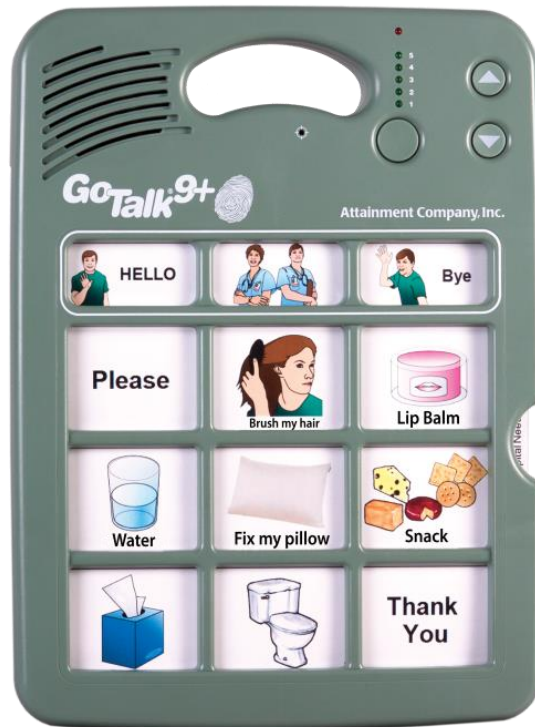 5
4
3
2
1
GoTalk 9+
Attainment Company, Inc.
HELLO
Bye
Please
Brush my hair
Lip Balm
Water
Fix my pillow
Snack
Thank
You